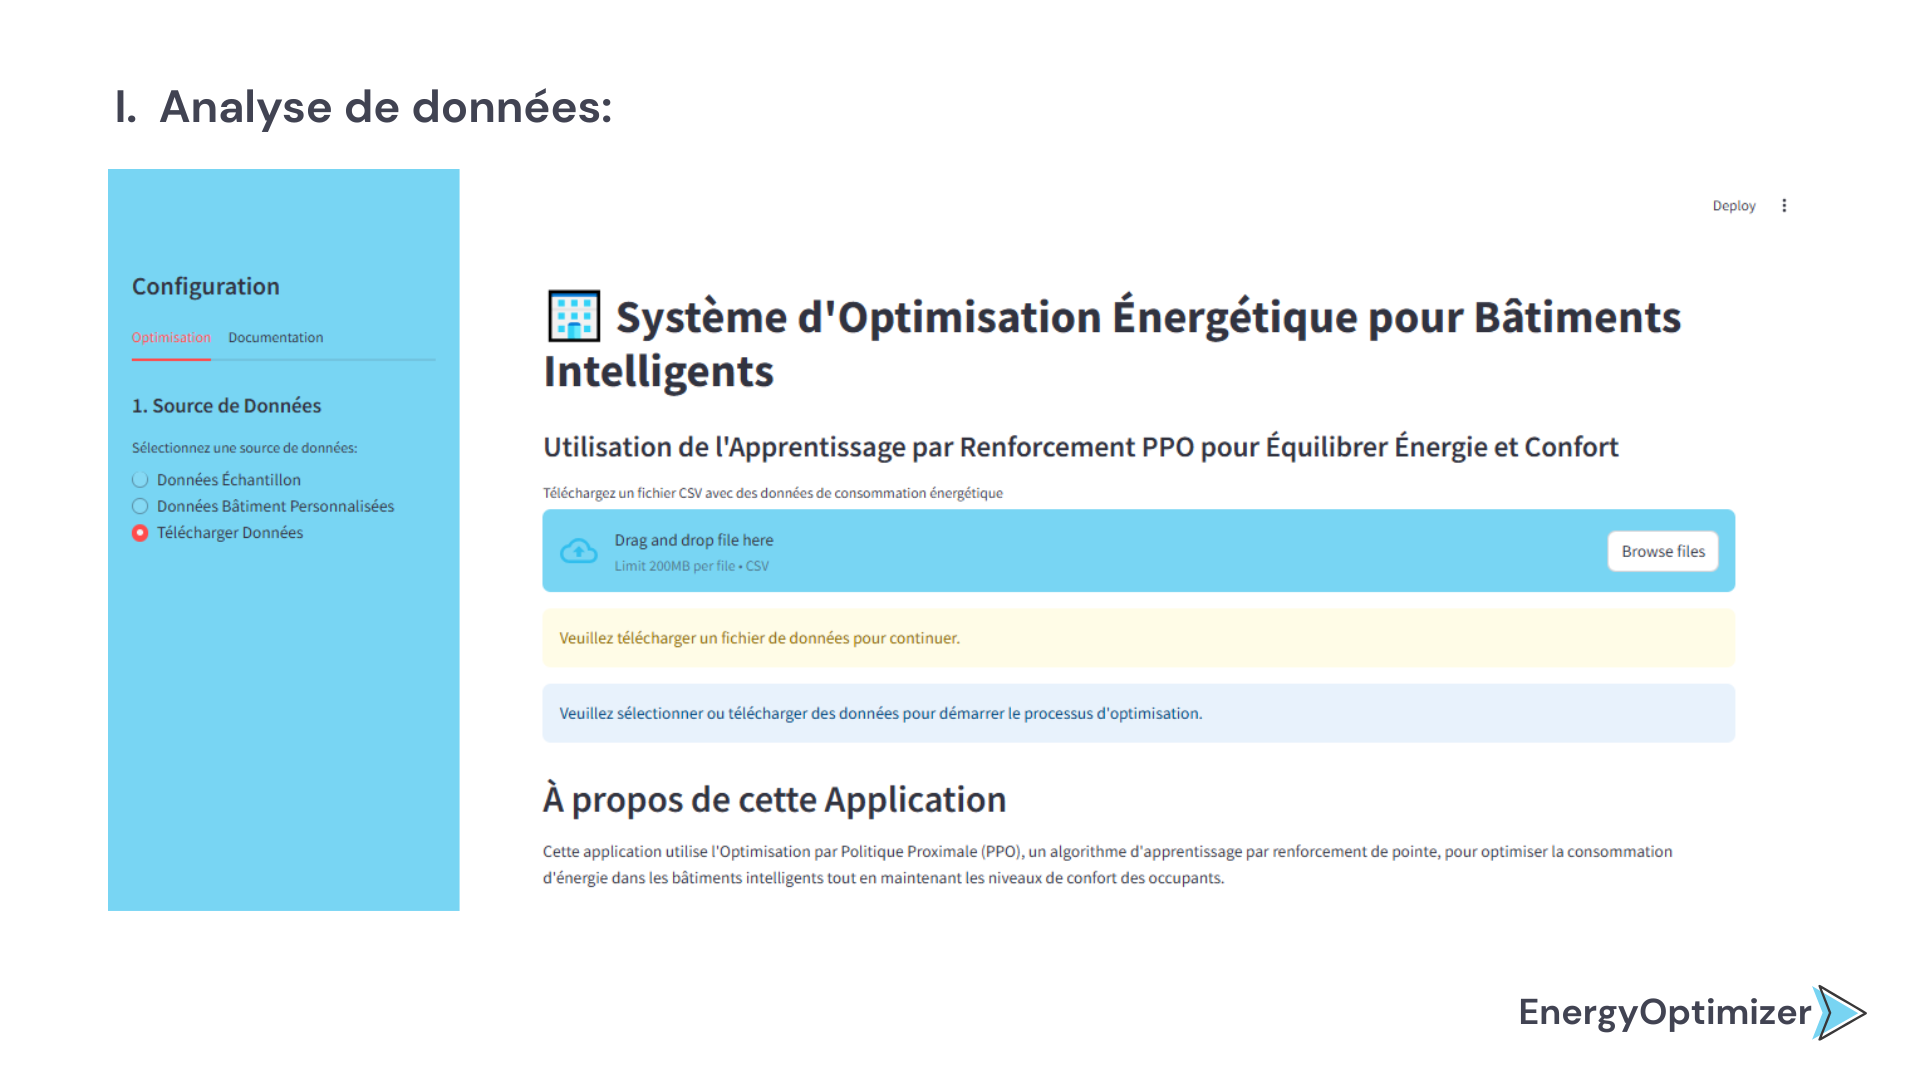 I. Analyse de données:
Configuration
Optimisation Documentation
1. Source de Données
Sélectionnez une source de données:
Données Échantillon
Données Bâtiment Personnalisées
Télécharger Données
Deploy
Système d'Optimisation Énergétique pour Bâtiments
Intelligents
Utilisation de l'Apprentissage par Renforcement PPO pour Équilibrer Énergie et Confort
Téléchargez un fichier CSV avec des données de consommation énergétique
Drag and drop file here
Limit 200MB per file • CSV
Browse files
Veuillez télécharger un fichier de données pour continuer.
Veuillez sélectionner ou télécharger des données pour démarrer le processus d'optimisation.
À propos de cette Application
Cette application utilise l'Optimisation par Politique Proximale (PPO), un algorithme d'apprentissage par renforcement de pointe, pour optimiser la consommation
d'énergie dans les bâtiments intelligents tout en maintenant les niveaux de confort des occupants.
EnergyOptimizer